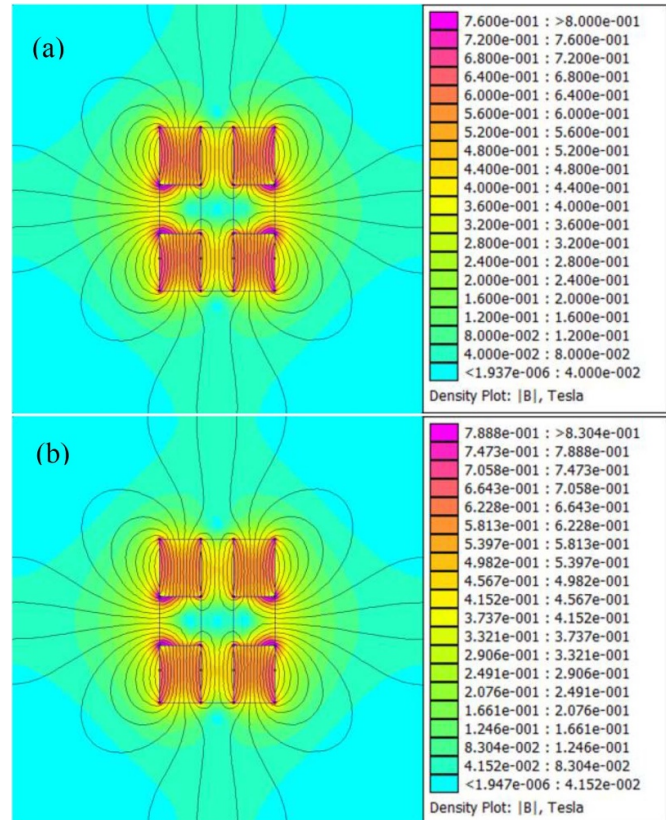 (a)
7.600e-001 : >8.000e-001
7.200e-001 : 7.600e-001
6.800e-001 : 7.200e-001
6.400e-001 : 6.800e-001
6.000e-001 : 6.400e-001
5.600e-001 : 6.000e-001
5.200e-001 : 5.600e-001
4.800e-001 : 5.200e-001
4.400e-001 : 4.800e-001
4.000e-001 : 4.400e-001
3.600e-001 : 4.000e-001
3.200e-001 : 3.600e-001
2.800e-001 : 3.200e-001
2.400e-001 : 2.800e-001
2.000e-001 : 2.400e-001
1.600e-001 : 2.000e-001
1.200e-001 : 1.600e-001
8.000e-002 : 1.200e-001
4.000e-002 : 8.000e-002
<1.937e-006 : 4.000e-002
Density Plot: |B|, Tesla
(b)
7.888e-001 : >8.304e-001
7.473e-001 : 7.888e-001
7.058e-001 : 7.473e-001
6.643e-001 : 7.058e-001
6.228e-001 : 6.643e-001
5.813e-001 : 6.228e-001
5.397e-001 : 5.813e-001
4.982e-001 : 5.397e-001
4.567e-001 : 4.982e-001
4.152e-001 : 4.567e-001
3.737e-001 : 4.152e-001
3.321e-001 : 3.737e-001
2.906e-001 : 3.321e-001
2.491e-001 : 2.906e-001
2.076e-001 : 2.491e-001
1.661e-001 : 2.076e-001
1.246e-001 : 1.661e-001
8.304e-002 : 1.246e-001
4.152e-002 : 8.304e-002
<1.947e-006 : 4.152e-002
Density Plot: |B|, Tesla